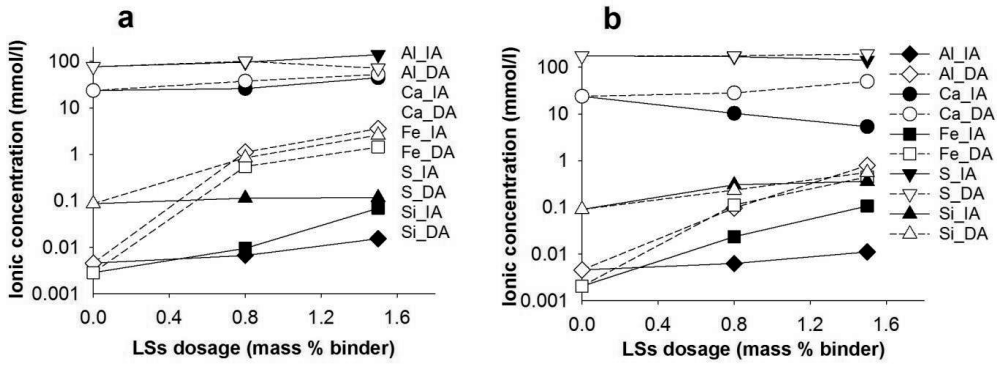 a
Ionic concentration (mmol/l)
100
10
1
0.1
0.01
0.001
0.0 0.4 0.8 1.2 1.6
LSs dosage (mass % binder)
Al_IA
Al_DA
Ca_IA
Ca_DA
Fe_IA
Fe_DA
S_IA
S_DA
Si_IA
Si_DA
b
Ionic concentration (mmol/l)
100
10
1
0.1
0.01
0.001
0.0 0.4 0.8 1.2 1.6
LSs dosage (mass % binder)
Al_IA
Al_DA
Ca_IA
Ca_DA
Fe_IA
Fe_DA
S_IA
S_DA
Si_IA
Si_DA